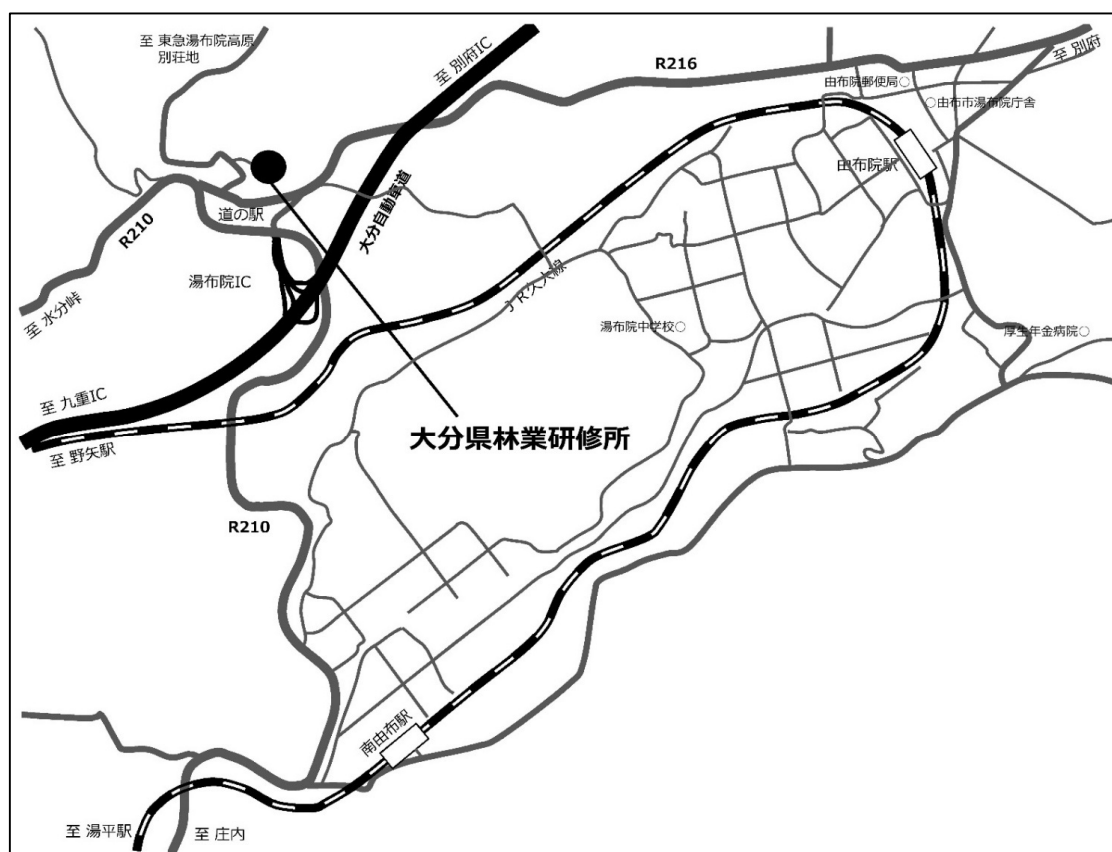 至 東急湯布院高原
別荘地
至 別府IC
R216
至 別府
由布院郵便局○
○由布市湯布院庁舎
由布院駅
道の駅
R210
大分自動車道
湯布院IC
至 水分峠
JR久大線
湯布院中学校○
厚生年金病院○
至 九重IC
至 野矢駅
大分県林業研修所
R210
南由布駅
至 湯平駅
至 庄内